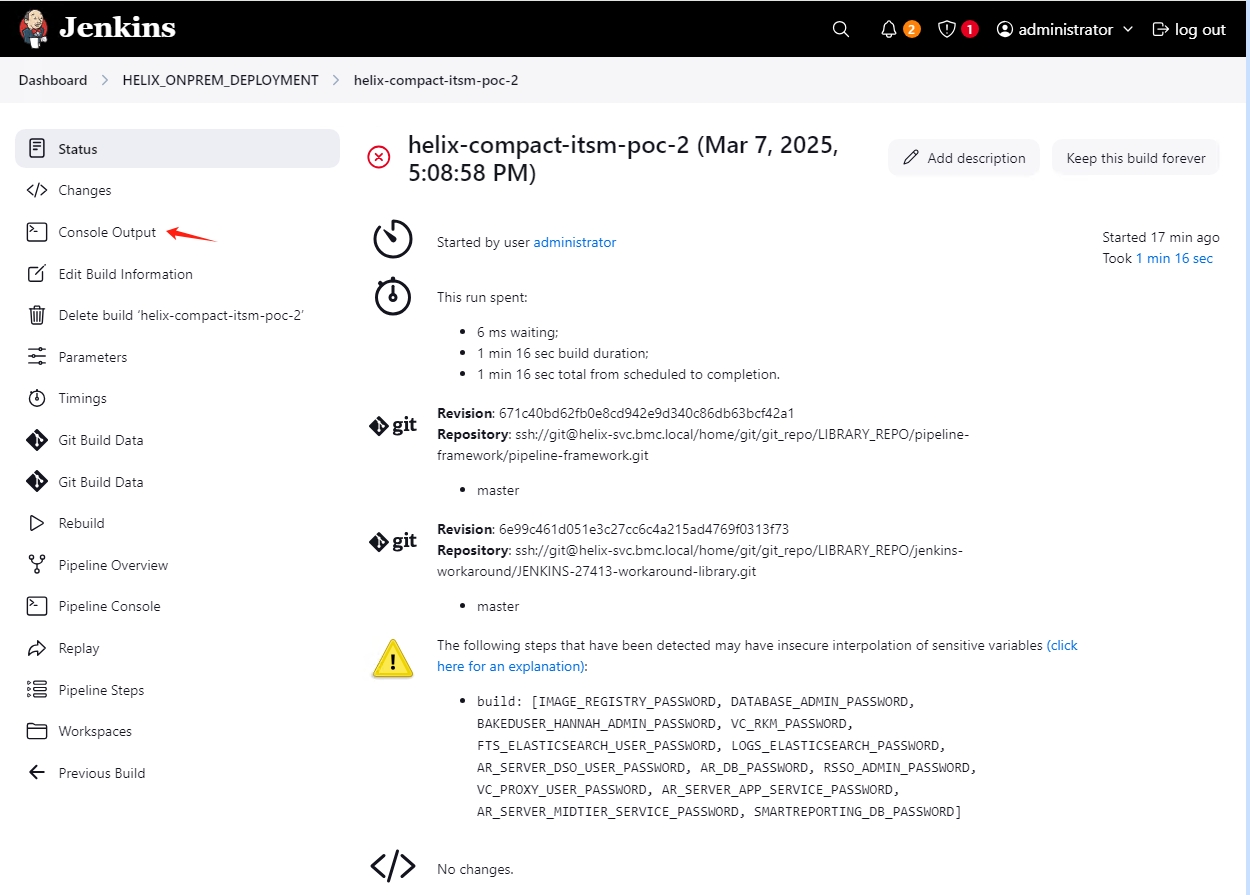 Jenkins
2
1
administrator
log out
Dashboard
HELIX_ONPREM_DEPLOYMENT
helix-compact-itsm-poc-2
Status
Changes
Console Output
Edit Build Information
Delete build ‘helix-compact-itsm-poc-2’
Parameters
Timings
Git Build Data
Git Build Data
Rebuild
Pipeline Overview
Pipeline Console
Replay
Pipeline Steps
Workspaces
Previous Build
helix-compact-itsm-poc-2 (Mar 7, 2025,
5:08:58 PM)
Add description
Keep this build forever
Started by user administrator
Started 17 min ago
Took 1 min 16 sec
This run spent:
6 ms waiting;
1 min 16 sec build duration;
1 min 16 sec total from scheduled to completion.
git
Revision: 671c40bd62fb0e8cd942e9d340c86db63bcf42a1
Repository: ssh://git@helix-svc.bmc.local/home/git/git_repo/LIBRARY_REPO/pipeline-
framework/pipeline-framework.git
master
git
Revision: 6e99c461d051e3c27cc6c4a215ad4769f0313f73
Repository: ssh://git@helix-svc.bmc.local/home/git/git_repo/LIBRARY_REPO/jenkins-
workaround/JENKINS-27413-workaround-library.git
master
The following steps that have been detected may have insecure interpolation of sensitive variables (click
here for an explanation):
build: [IMAGE_REGISTRY_PASSWORD, DATABASE_ADMIN_PASSWORD,
BAKEDUSER_HANNAH_ADMIN_PASSWORD, VC_RKM_PASSWORD,
FTS_ELASTICSEARCH_USER_PASSWORD, LOGS_ELASTICSEARCH_PASSWORD,
AR_SERVER_DSO_USER_PASSWORD, AR_DB_PASSWORD, RSSO_ADMIN_PASSWORD,
VC_PROXY_USER_PASSWORD, AR_SERVER_APP_SERVICE_PASSWORD,
AR_SERVER_MIDTIER_SERVICE_PASSWORD, SMARTREPORTING_DB_PASSWORD]
No changes.